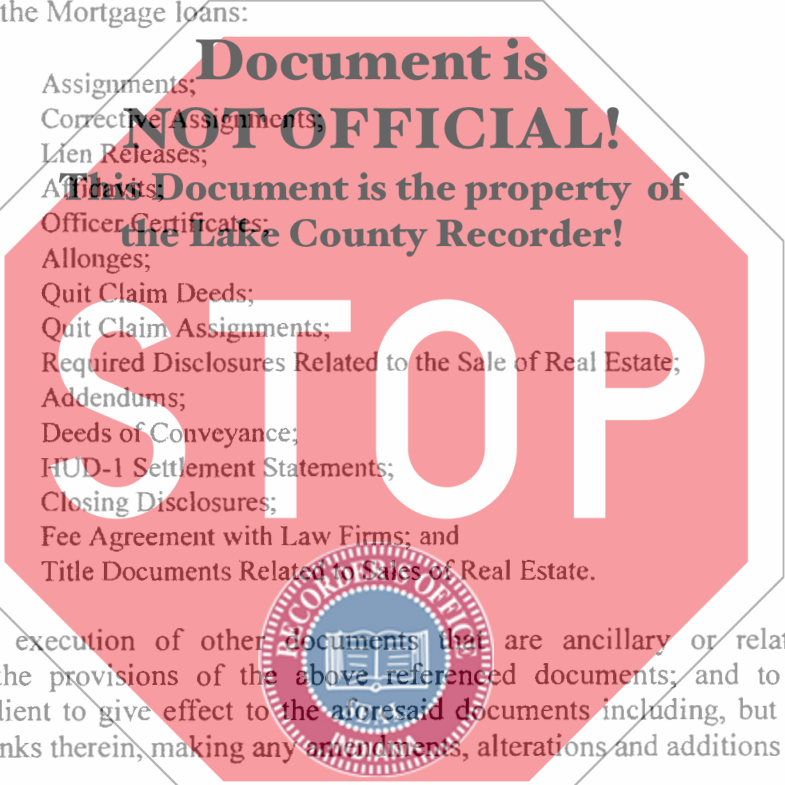 the Mortgage loans:
Document is
NOT OFFICIAL!
This Document is the property of
the Lake County Recorder!
STOP
Assignments;
Corrective Assignments;
Lien Releases;
Affidavits;
Officer Certificates;
Allonges;
Quit Claim Deeds;
Quit Claim Assignments;
Required Disclosures Related to the Sale of Real Estate;
Addendums;
Deeds of Conveyance;
HUD-1 Settlement Statements;
Closing Disclosures;
Fee Agreement with Law Firms; and
Title Documents Related to Sales of Real Estate.
execution of other documents that are ancillary or relat
the provisions of the above referenced documents; and to
lient to give effect to the aforesaid documents including, but
nks therein, making any amendments, alterations and additions
RECORDER'S OFFICE
INDIANA